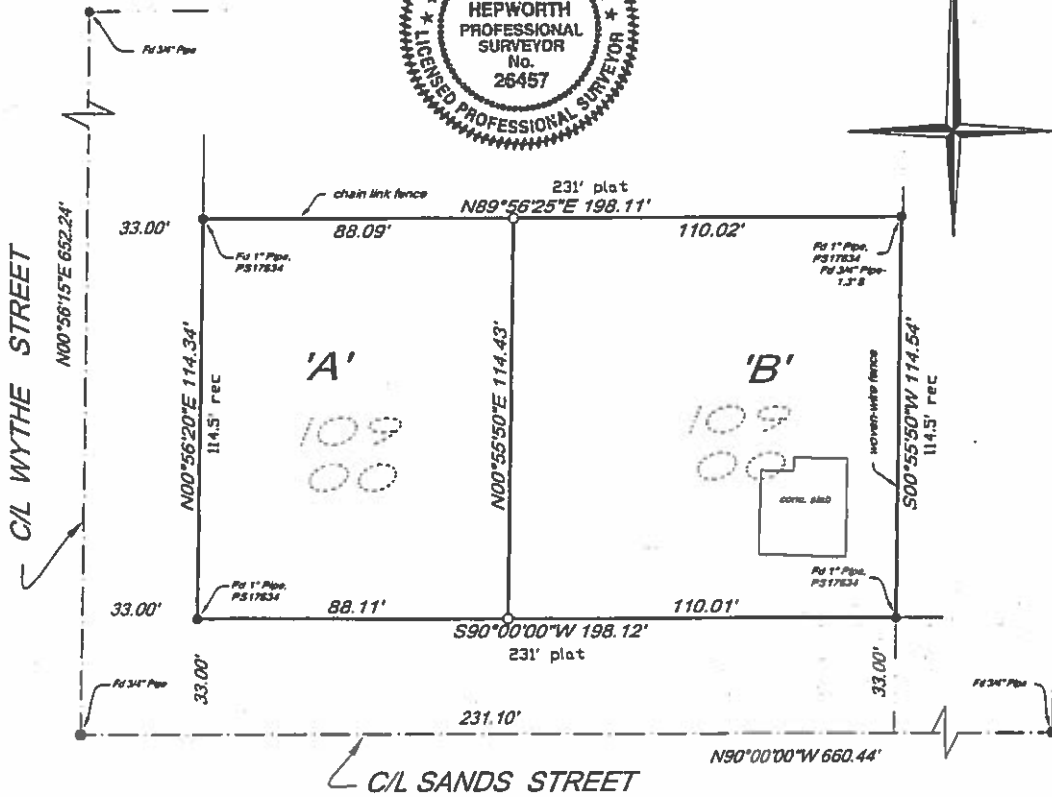 HEPWORTH
PROFESSIONAL
SURVEYOR
No.
26457
★ LICENSED PROFESSIONAL SURVEYOR ★
Fd 3/4" Pipe
N00°56'15"E 652.24'
C/L WYTHE STREET
chain link fence
231' plat
N89°56'25"E 198.11'
33.00'
88.09'
110.02'
Fd 1" Pipe,
PS17634
Fd 1" Pipe,
PS17634
Fd 3/4" Pipe-
1.3' S
N00°56'20"E 114.34'
114.5' rec
'A'
109
00
N00°55'50"E 114.43'
'B'
109
00
conc. slab
woven-wire fence
S00°55'50"W 114.54'
114.5' rec
Fd 1" Pipe,
PS17634
Fd 1" Pipe,
PS17634
33.00'
88.11'
110.01'
S90°00'00"W 198.12'
231' plat
Fd 3/4" Pipe
33.00'
33.00'
Fd 3/4" Pipe
231.10'
N90°00'00"W 660.44'
C/L SANDS STREET